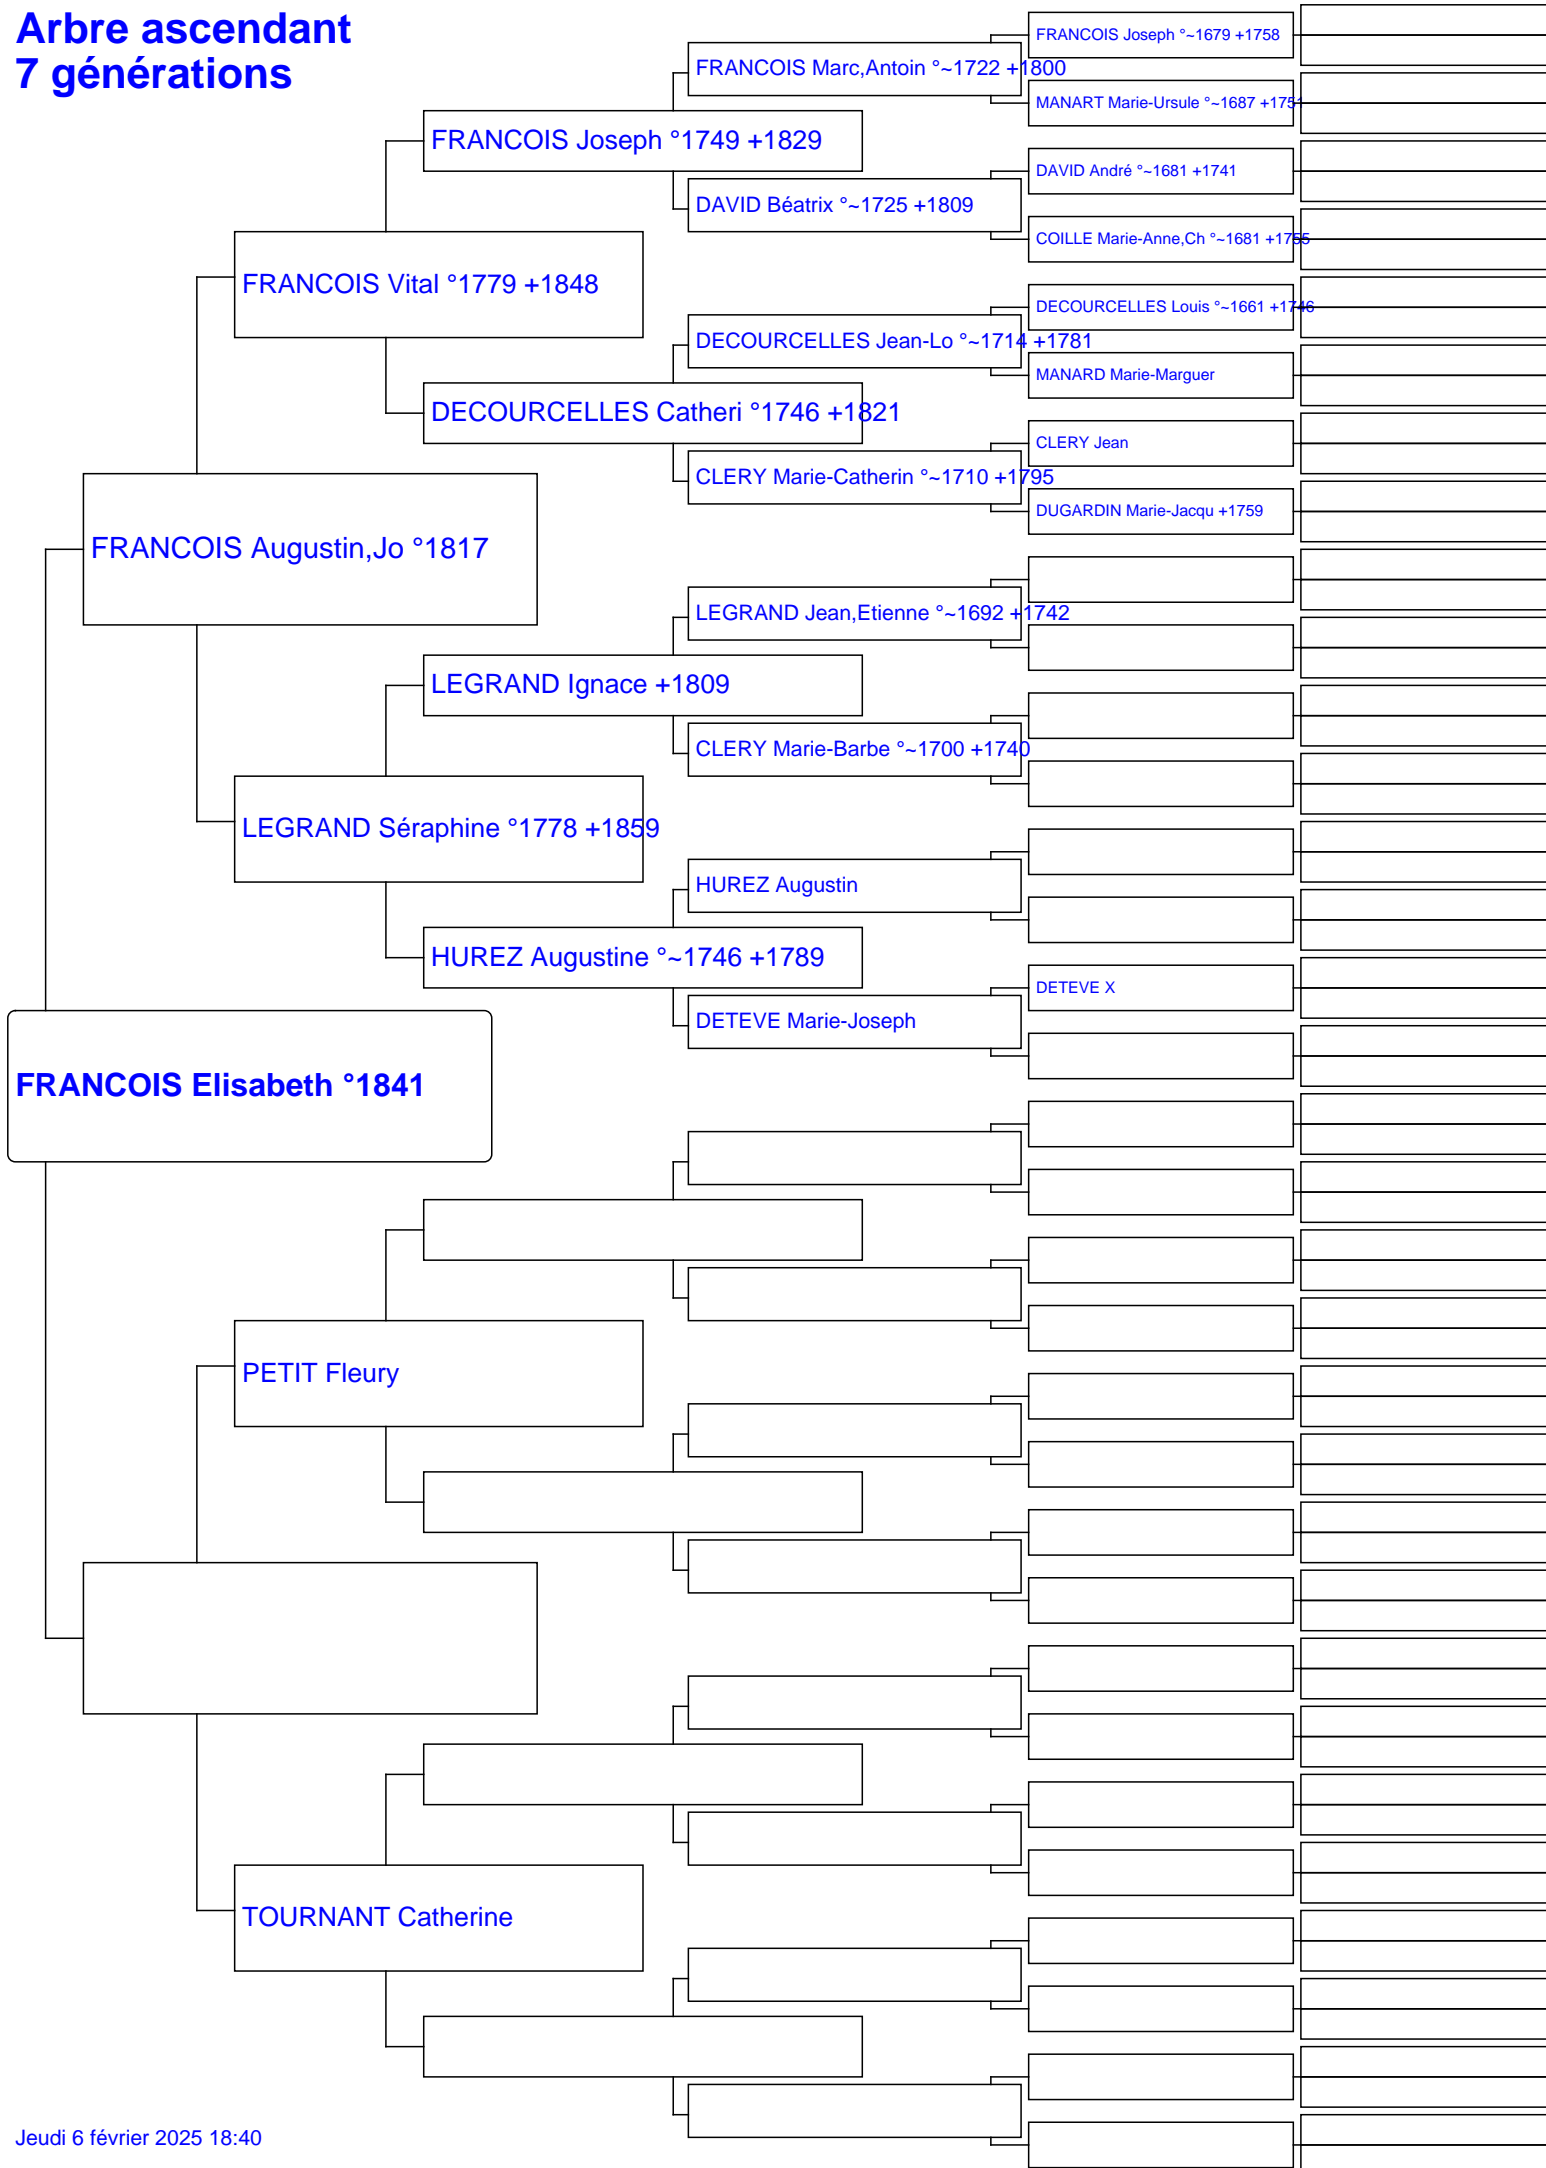 Arbre ascendant
7 générations
FRANCOIS Joseph °~1679 +1758
FRANCOIS Marc,Antoin °~1722 +1800
MANART Marie-Ursule °~1687 +1751
FRANCOIS Joseph °1749 +1829
DAVID André °~1681 +1741
DAVID Béatrix °~1725 +1809
COILLE Marie-Anne,Ch °~1681 +1755
FRANCOIS Vital °1779 +1848
DECOURCELLES Louis °~1661 +1746
DECOURCELLES Jean-Lo °~1714 +1781
MANARD Marie-Marguer
DECOURCELLES Catheri °1746 +1821
CLERY Jean
CLERY Marie-Catherin °~1710 +1795
DUGARDIN Marie-Jacqu +1759
FRANCOIS Augustin,Jo °1817
LEGRAND Jean,Etienne °~1692 +1742
LEGRAND Ignace +1809
CLERY Marie-Barbe °~1700 +1740
LEGRAND Séraphine °1778 +1859
HUREZ Augustin
HUREZ Augustine °~1746 +1789
DETEVE X
DETEVE Marie-Joseph
FRANCOIS Elisabeth °1841
PETIT Fleury
TOURNANT Catherine
Jeudi 6 février 2025 18:40